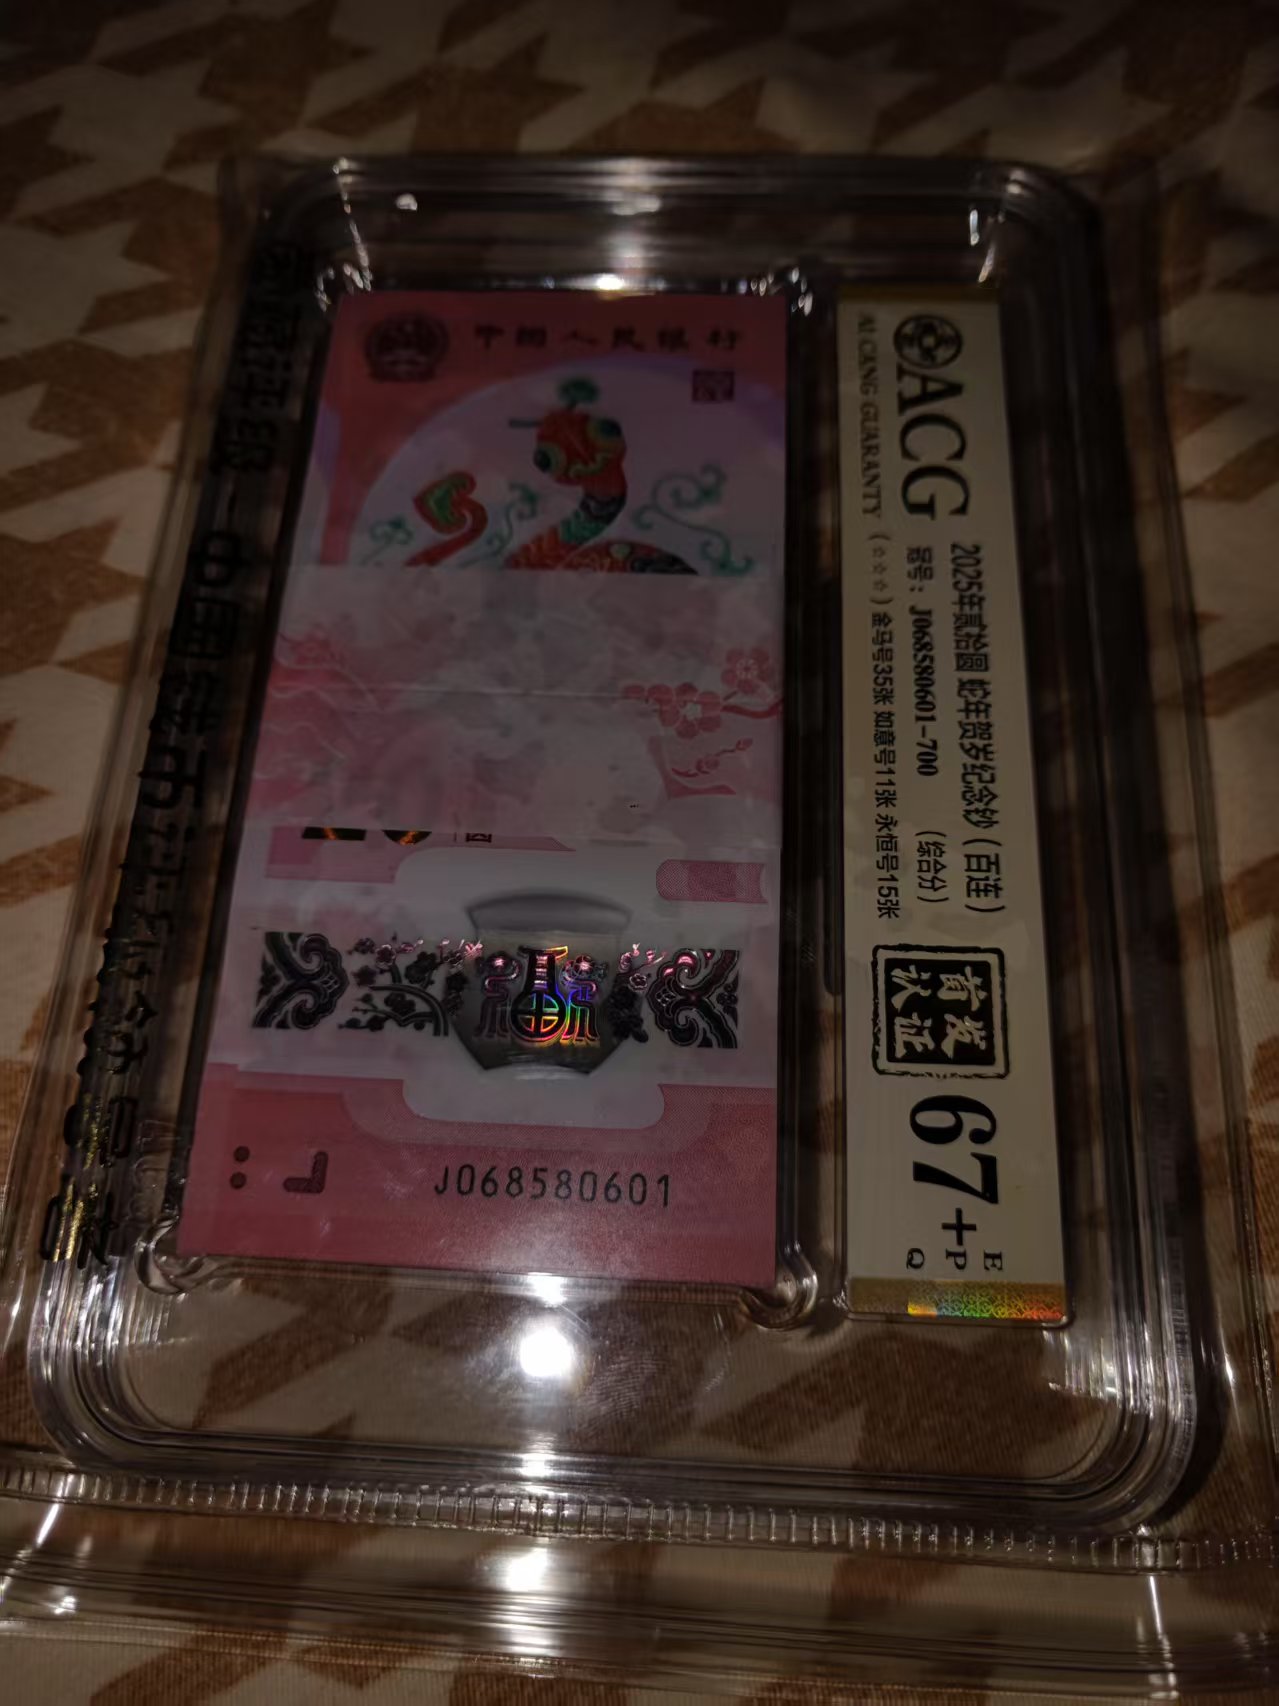 中国人民银行
J068580601
ACG
AI CANG GUARANTY
2025年贰拾圆 蛇年贺岁纪念钞（百连）
冠号：J068580601-700 （综合分）
（☆☆☆）金马号35张 如意号11张 永恒号15张
首发
认证
67+
E
P
Q